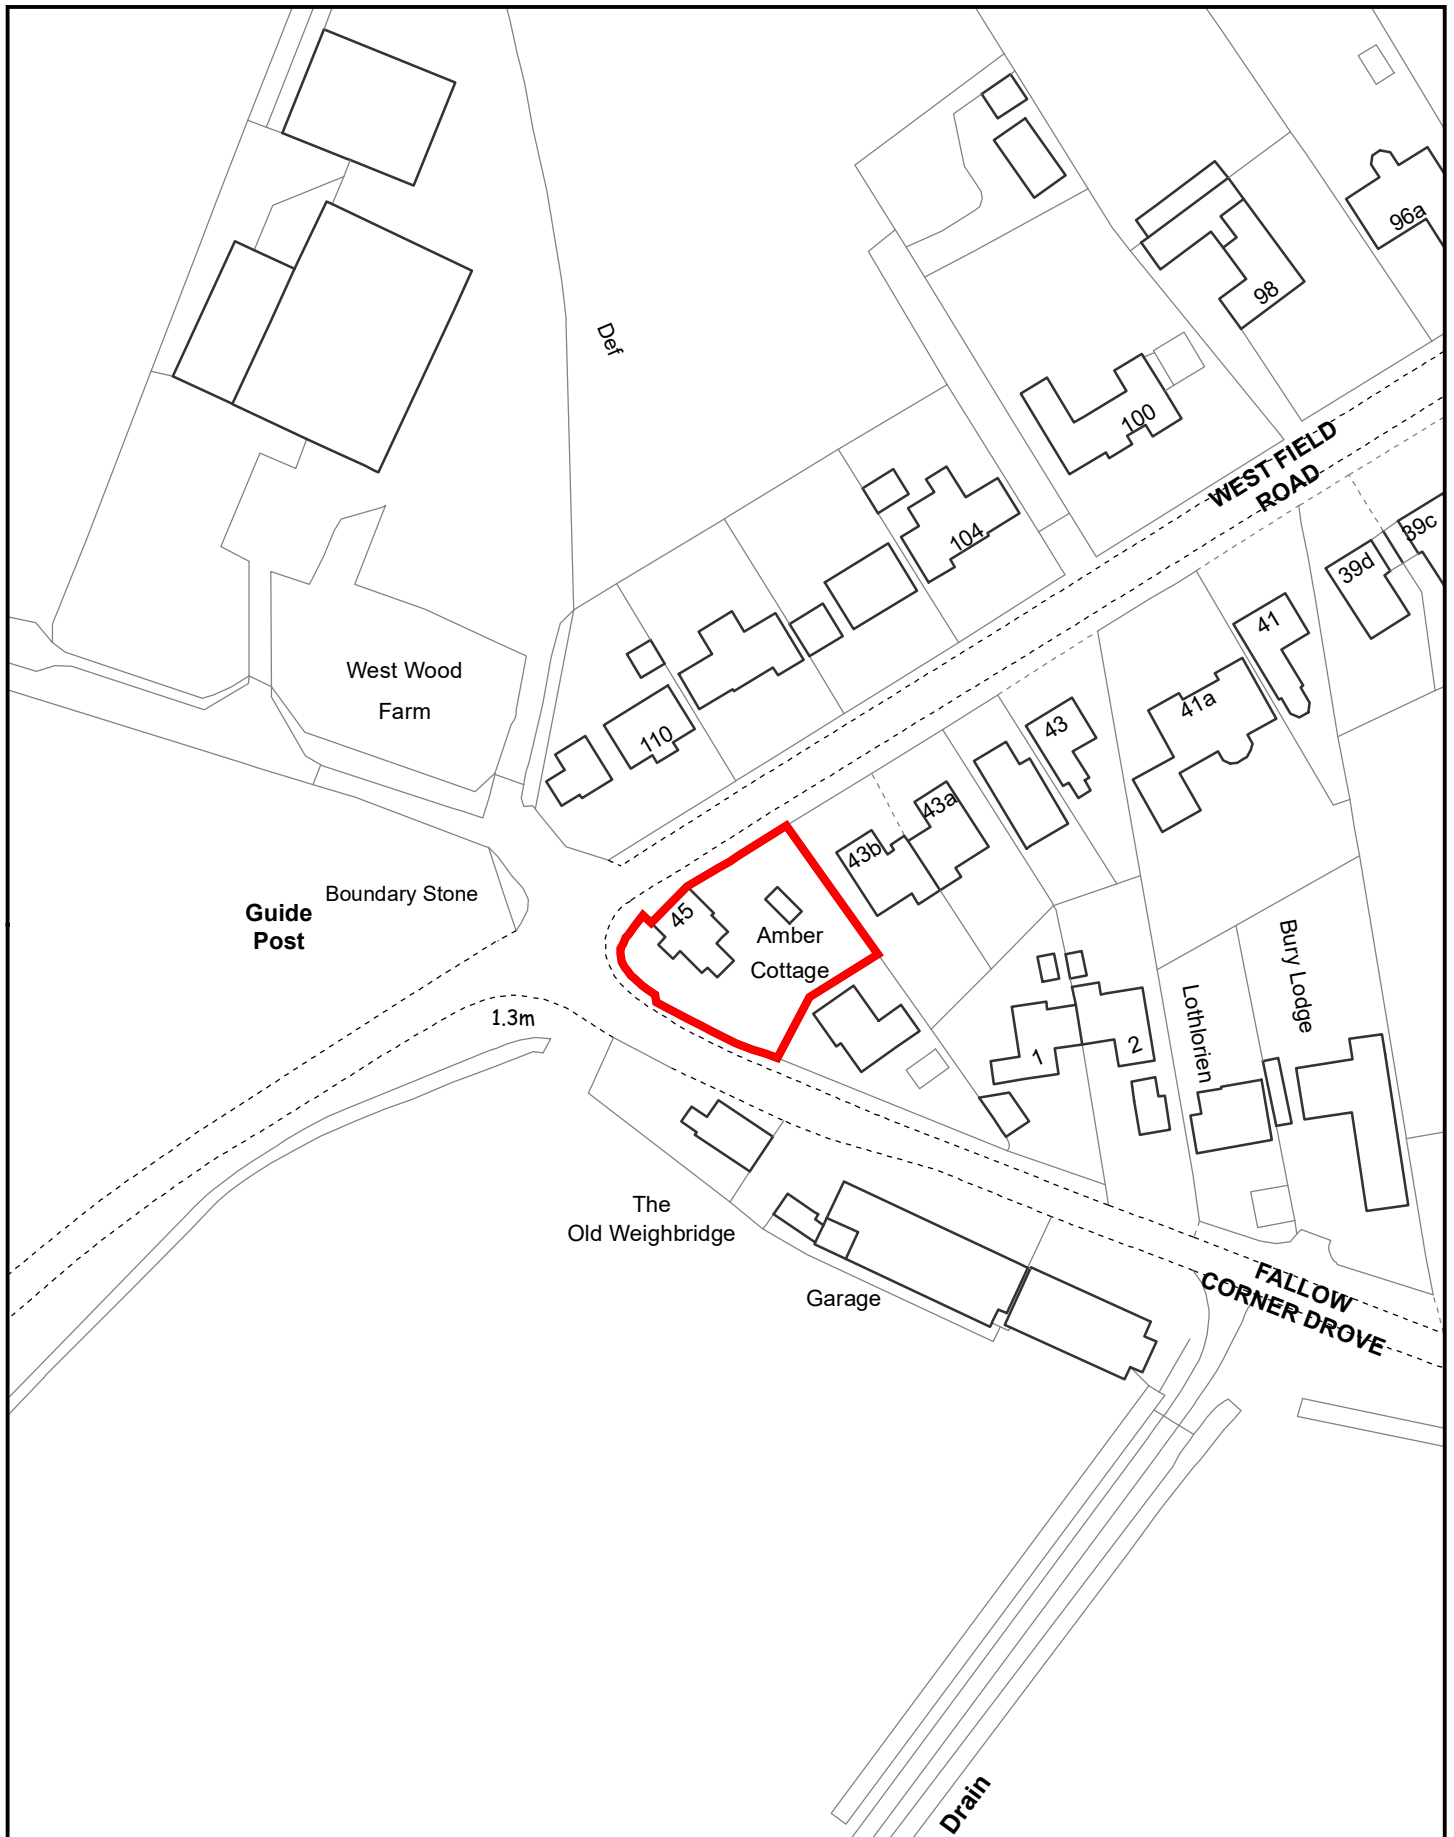 96a
98
Def
100
WEST FIELD
ROAD
39c
104
39d
41
West Wood
Farm
41a
43
110
43a
43b
Boundary Stone
Guide
Post
45
Amber
Cottage
Bury Lodge
1.3m
Lothlorien
1
2
The
Old Weighbridge
Garage
FALLOW
CORNER DROVE
Drain